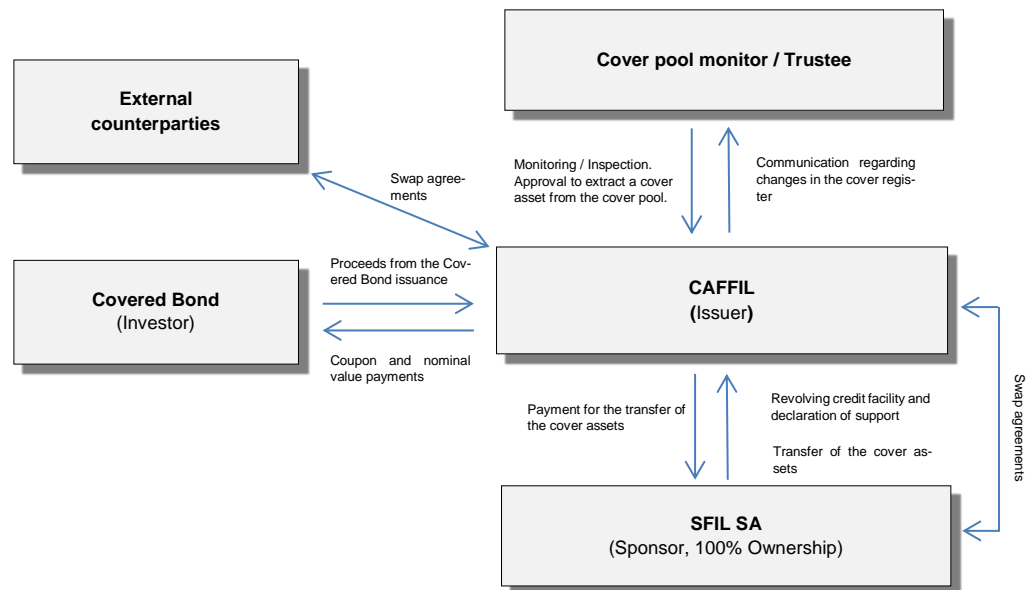 Cover pool monitor / Trustee
External
counterparties
Monitoring / Inspection.
Approval to extract a cover
asset from the cover pool.
Communication regarding
changes in the cover regis-
ter
Swap agree-
ments
Proceeds from the Cov-
ered Bond issuance
Covered Bond
(Investor)
CAFFIL
(Issuer)
Coupon and nominal
value payments
Payment for the transfer of
the cover assets
Revolving credit facility and
declaration of support
Transfer of the cover as-
sets
Swap agreements
SFIL SA
(Sponsor, 100% Ownership)